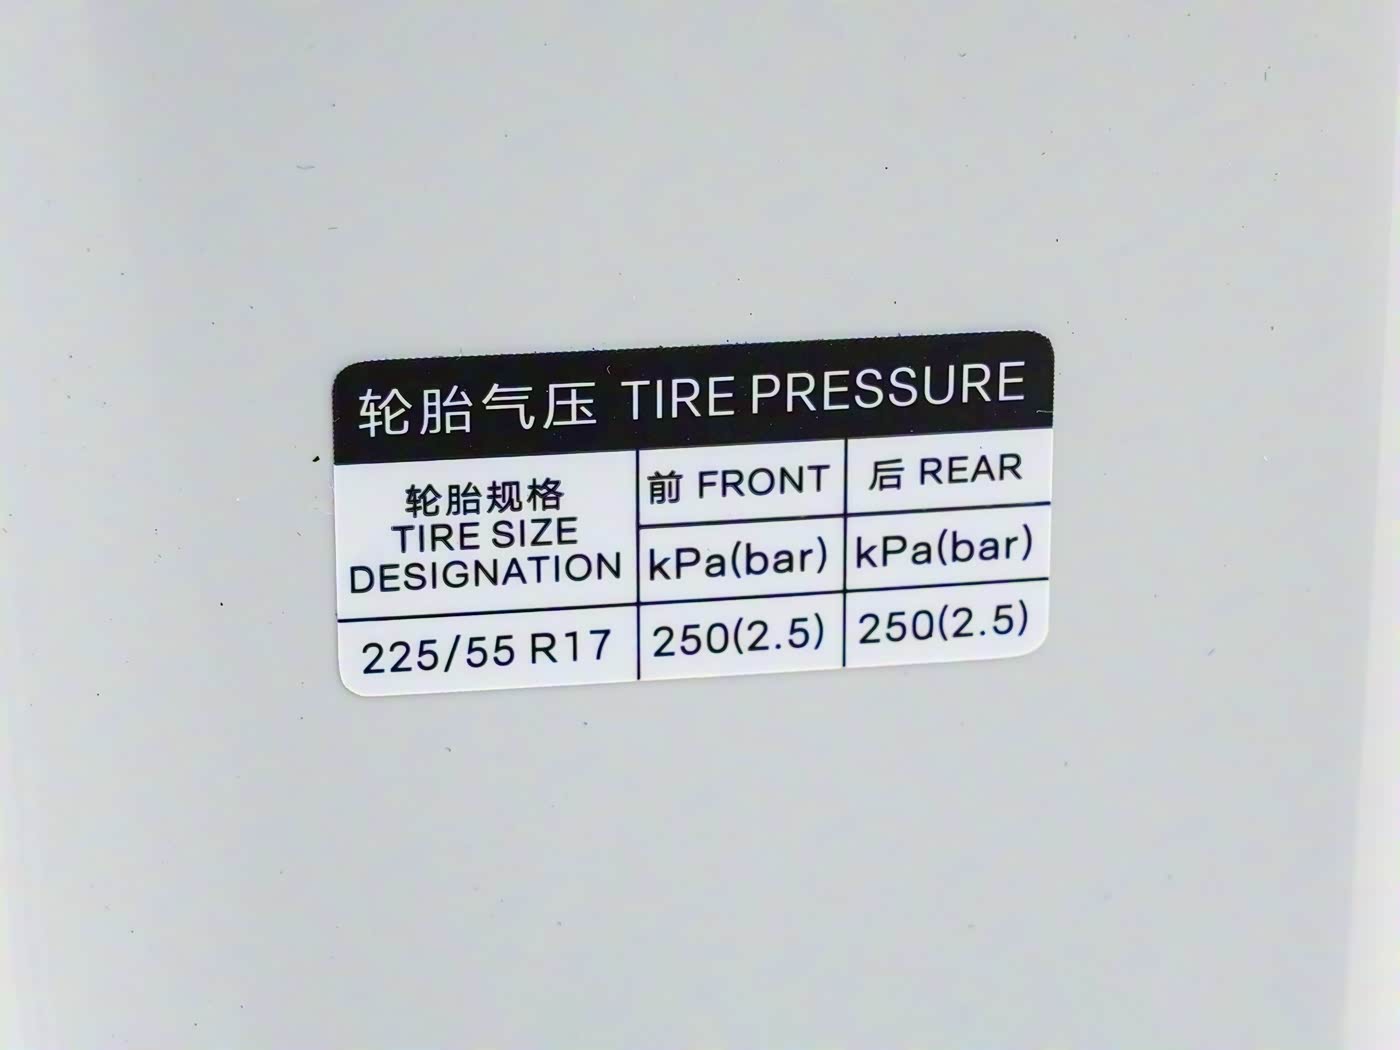 轮胎气压 TIRE PRESSURE
轮胎规格
TIRE SIZE
DESIGNATION
前 FRONT
后 REAR
kPa(bar)
kPa(bar)
225/55 R17
250(2.5)
250(2.5)